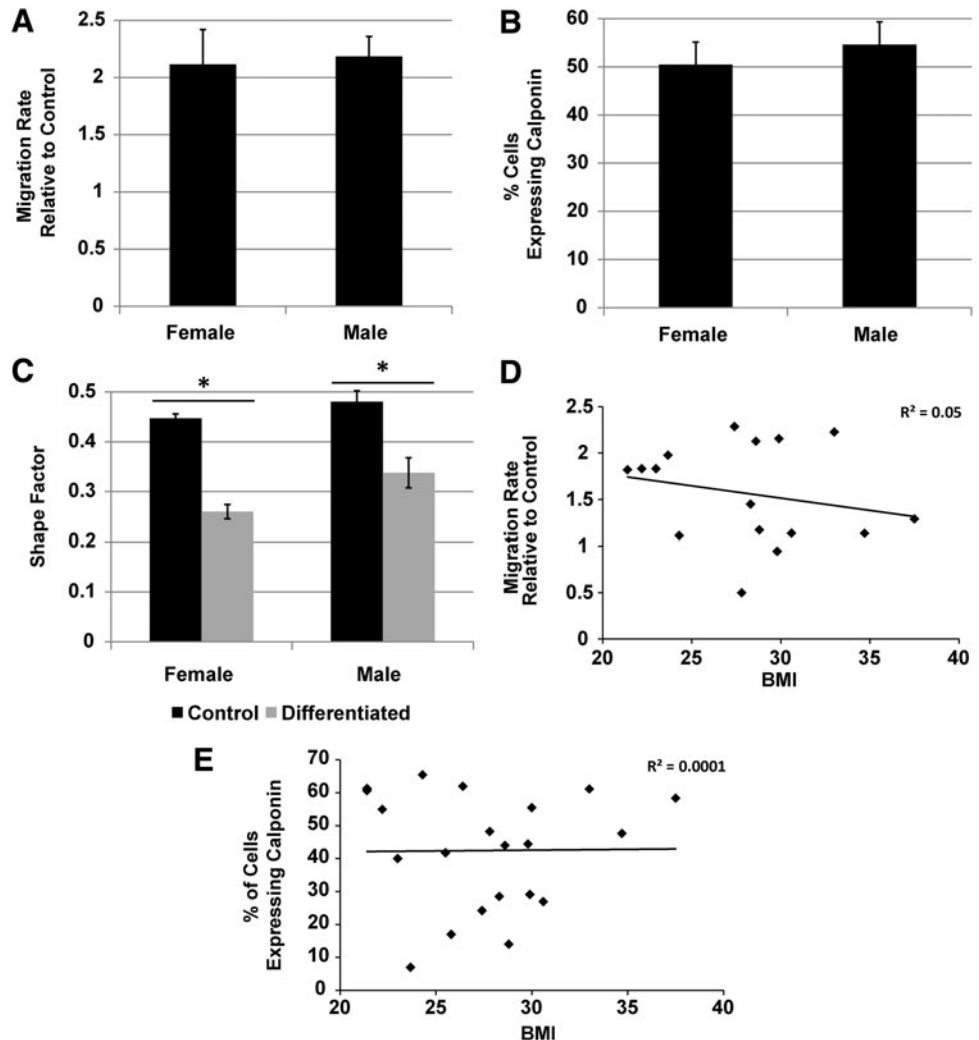 A
Migration Rate
Relative to Control
2.5
2
1.5
1
0.5
0
Female
Male
B
% Cells
Expressing Calponin
60
50
40
30
20
10
0
Female
Male
C
Shape Factor
0.5
0.4
0.3
0.2
0.1
0
*
*
Female
Male
Control
Differentiated
D
Migration Rate
Relative to Control
2.5
2
1.5
1
0.5
0
R² = 0.05
20
25
30
35
40
BMI
E
% of Cells
Expressing Calponin
70
60
50
40
30
20
10
0
R² = 0.0001
20
25
30
35
40
BMI